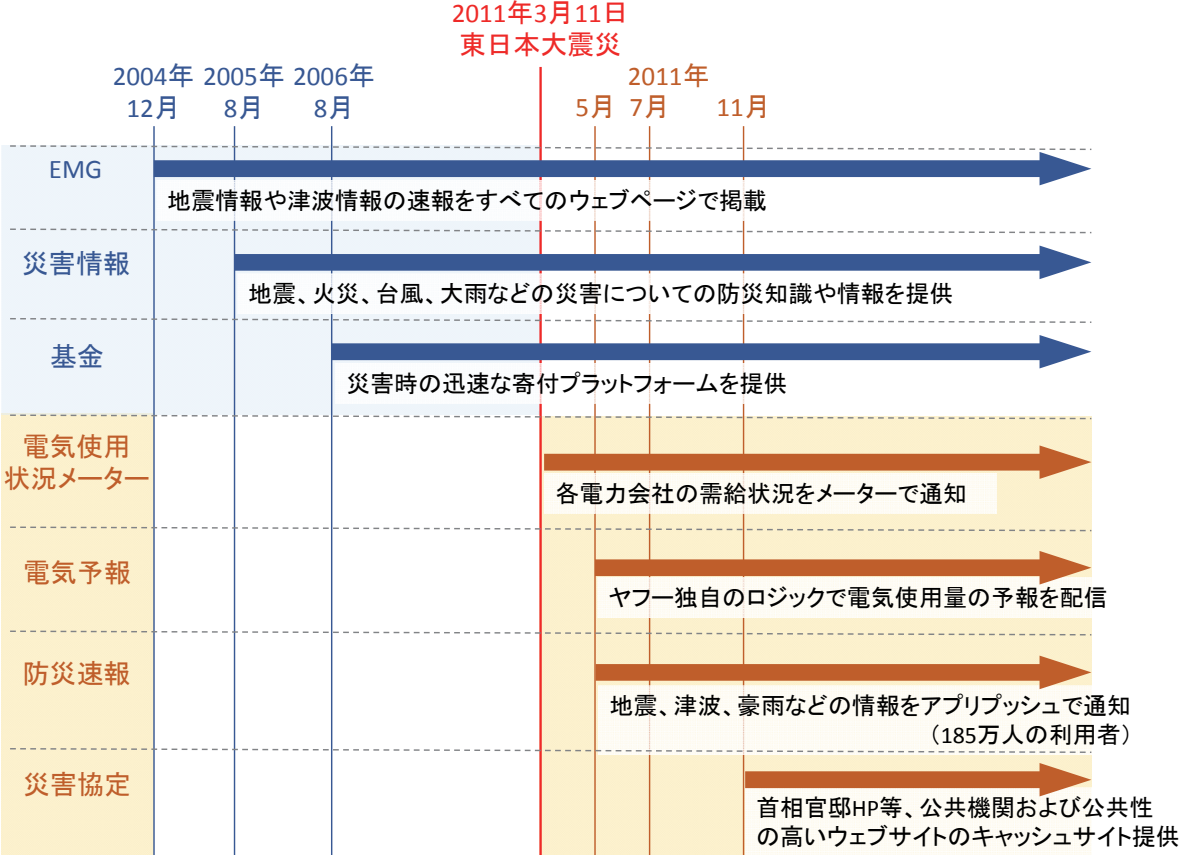 2011年3月11日
東日本大震災
2004年 2005年 2006年 2011年
12月 8月 8月 5月 7月 11月
EMG
地震情報や津波情報の速報をすべてのウェブページで掲載
災害情報
地震、火災、台風、大雨などの災害についての防災知識や情報を提供
基金
災害時の迅速な寄付プラットフォームを提供
電気使用
状況メーター
各電力会社の需給状況をメーターで通知
電気予報
ヤフー独自のロジックで電気使用量の予報を配信
防災速報
地震、津波、豪雨などの情報をアプリプッシュで通知
（185万人の利用者）
災害協定
首相官邸HP等、公共機関および公共性
の高いウェブサイトのキャッシュサイト提供